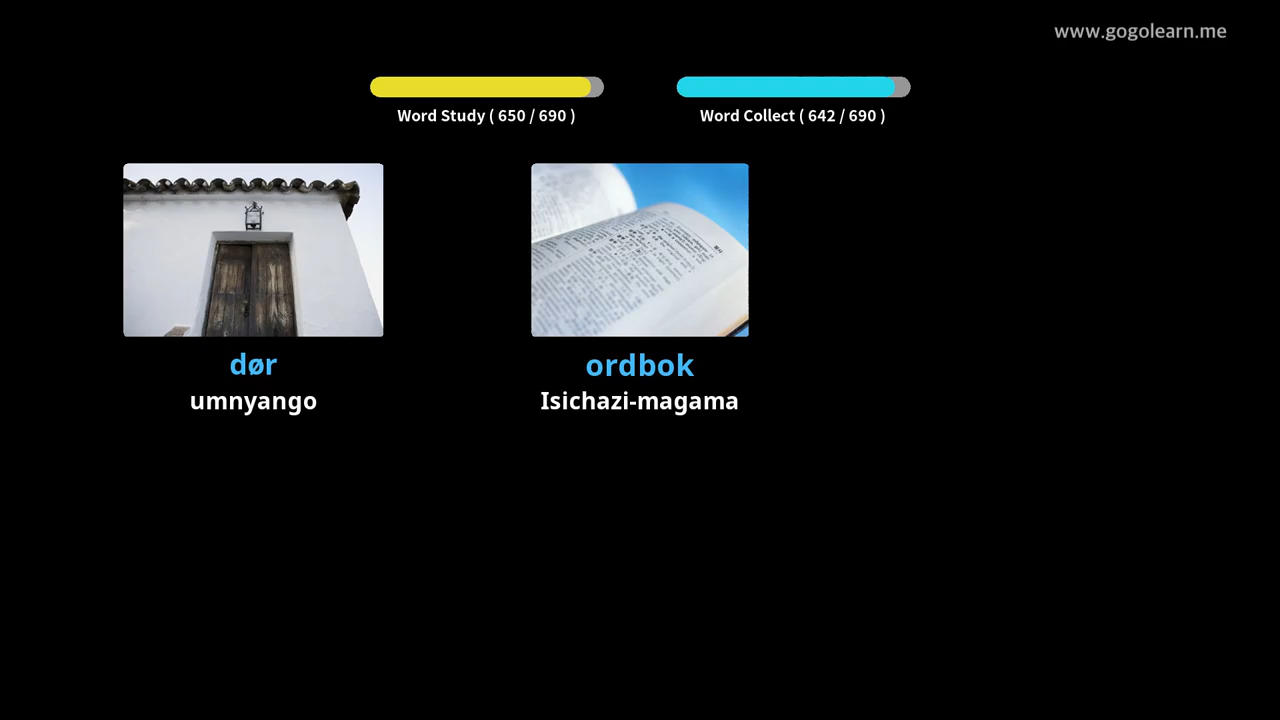 www.gogolearn.me
Word Study ( 650 / 690 )
Word Collect ( 642 / 690 )
dør
umnyango
ordbok
Isichazi-magama